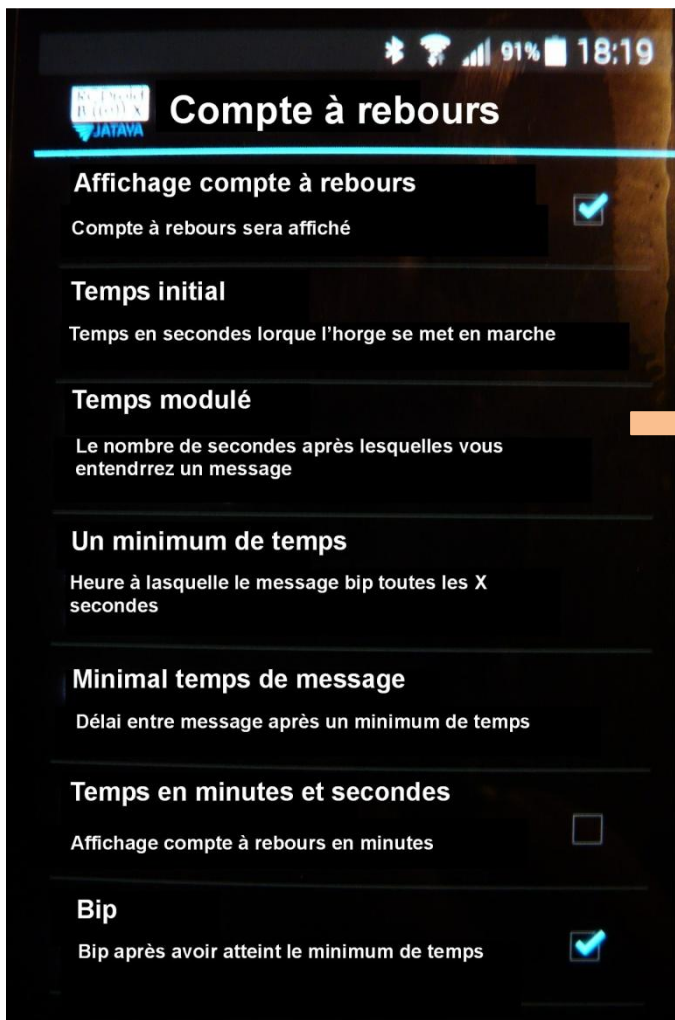 91% 18:19
Compte à rebours
JATAYA
Affichage compte à rebours
Compte à rebours sera affiché
Temps initial
Temps en secondes lorque l'horge se met en marche
Temps modulé
Le nombre de secondes après lesquelles vous
entendrrez un message
Un minimum de temps
Heure à lasquelle le message bip toutes les X
secondes
Minimal temps de message
Délai entre message après un minimum de temps
Temps en minutes et secondes
Affichage compte à rebours en minutes
Bip
Bip après avoir atteint le minimum de temps